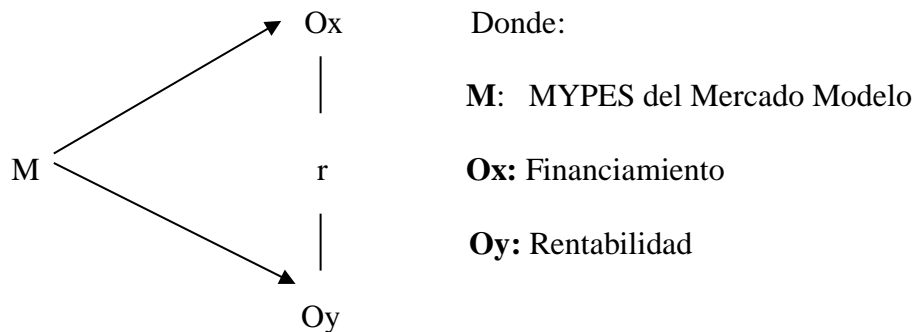 Ox
Donde:
M: MYPES del Mercado Modelo
M
r
Ox: Financiamiento
Oy: Rentabilidad
Oy